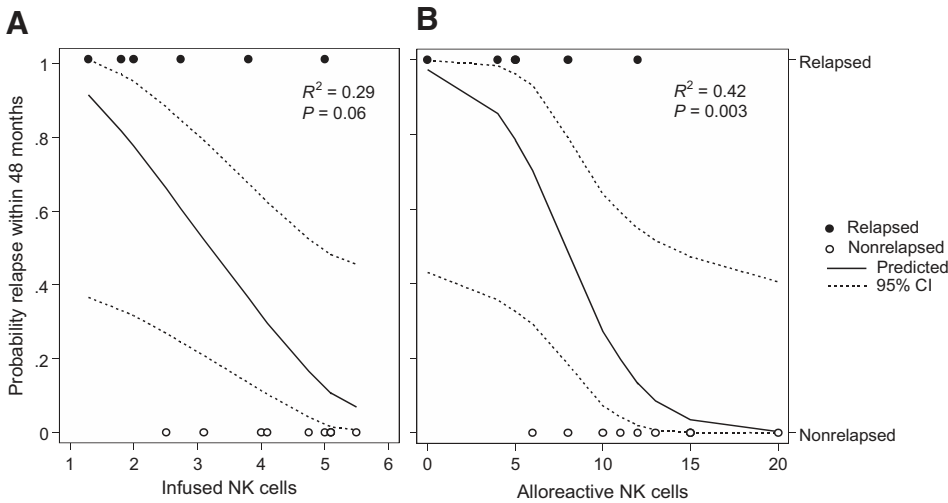 A
B
Probability relapse within 48 months
1
.8
.6
.4
.2
0
R² = 0.29
P = 0.06
1 2 3 4 5 6
Infused NK cells
R² = 0.42
P = 0.003
0 5 10 15 20
Alloreactive NK cells
Relapsed
Nonrelapsed
Relapsed
Nonrelapsed
Predicted
95% CI